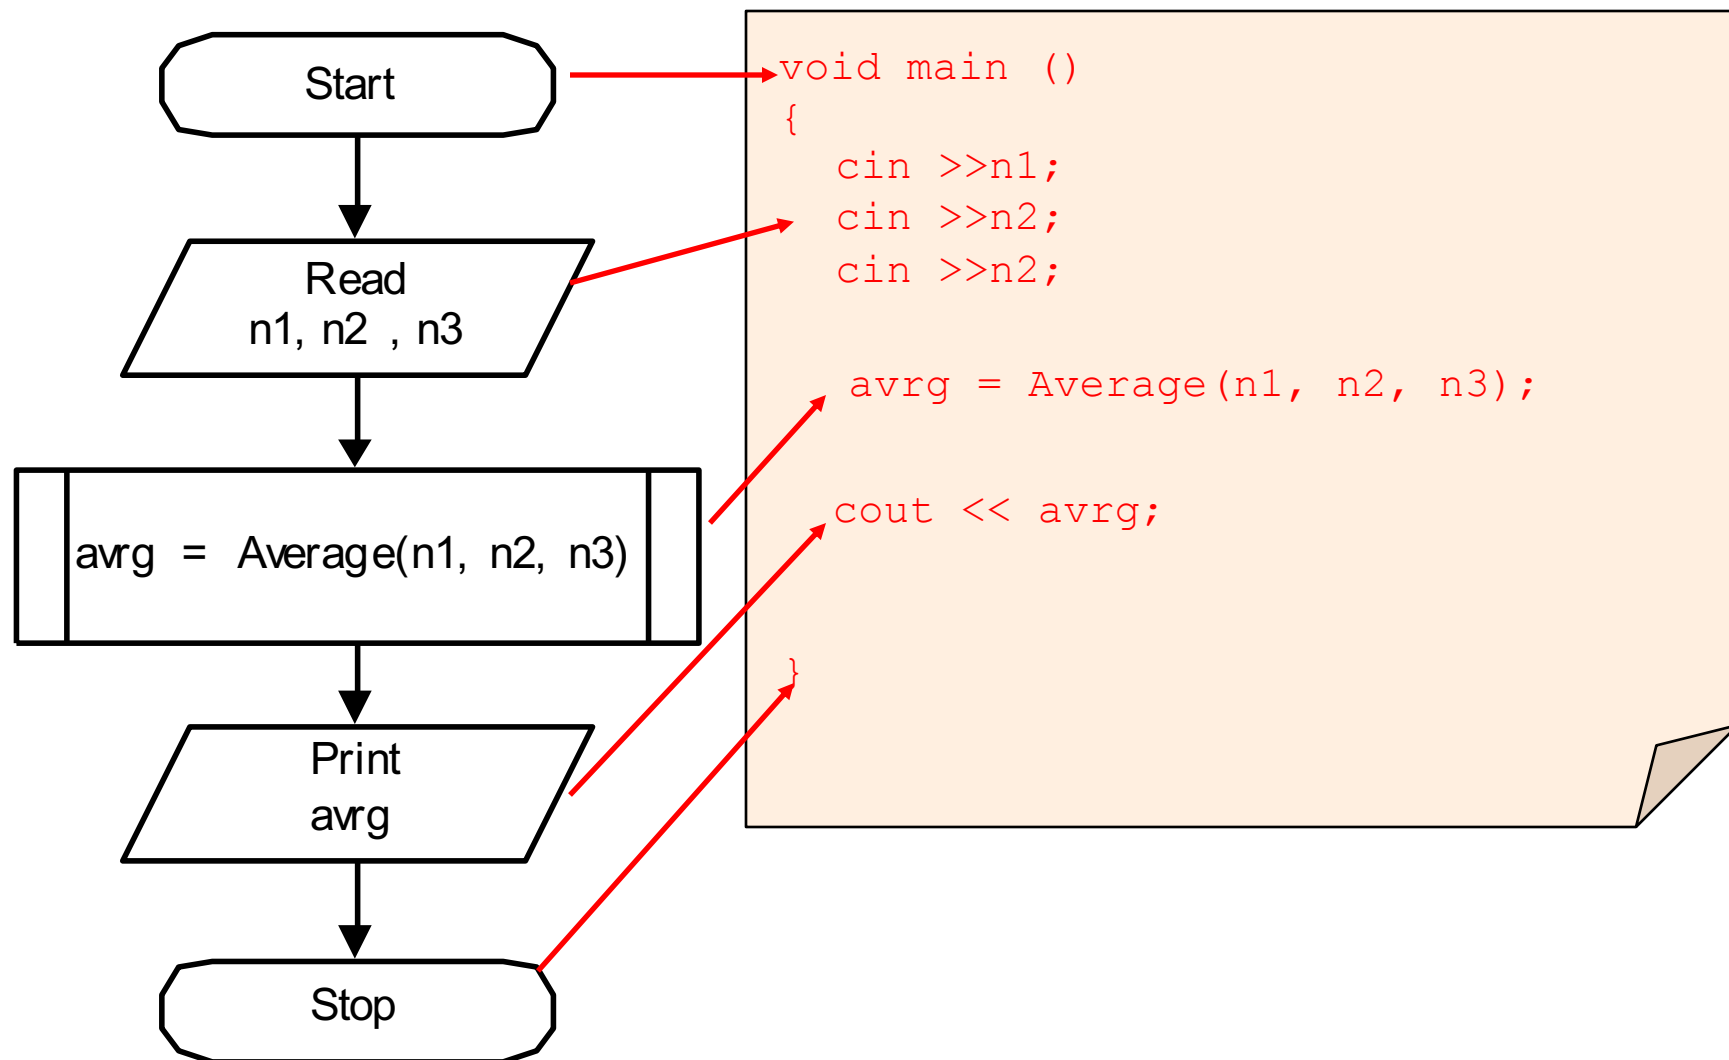 Start
Read
n1, n2 , n3
avrg = Average(n1, n2, n3)
Print
avrg
Stop
void main ()
{
cin >>n1;
cin >>n2;
cin >>n2;
avrg = Average(n1, n2, n3);
cout << avrg;
}